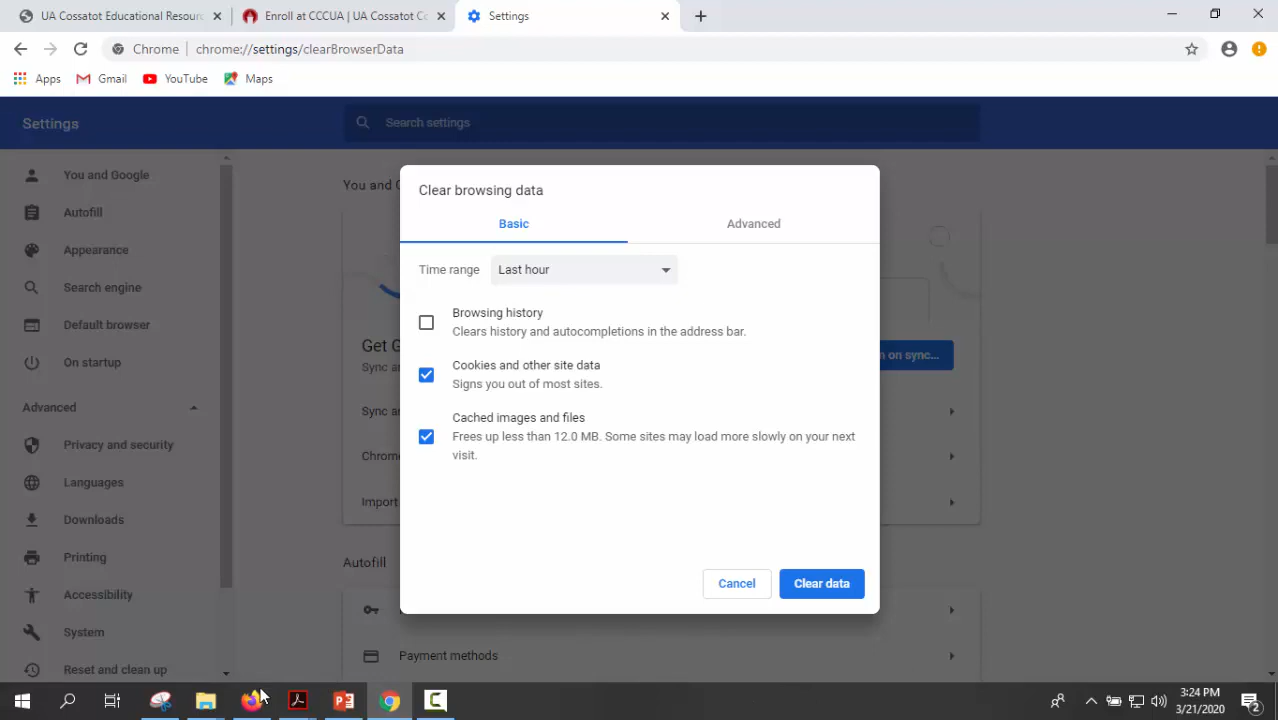 UA Cossatot Educational Resour
Enroll at CCCUA | UA Cossatot C
Settings
Chrome
chrome://settings/clearBrowserData
Apps
Gmail
YouTube
Maps
Settings
Search settings
You and Google
Autofill
Appearance
Search engine
Default browser
On startup
Advanced
Privacy and security
Languages
Downloads
Printing
Accessibility
System
Reset and clean up
You and G
Get G
Sync a
n on sync...
Sync a
Chrom
Import
Autofill
Payment methods
Clear browsing data
Basic
Advanced
Time range
Last hour
Browsing history
Clears history and autocompletions in the address bar.
Cookies and other site data
Signs you out of most sites.
Cached images and files
Frees up less than 12.0 MB. Some sites may load more slowly on your next
visit.
Cancel
Clear data
3:24 PM
3/21/2020
2